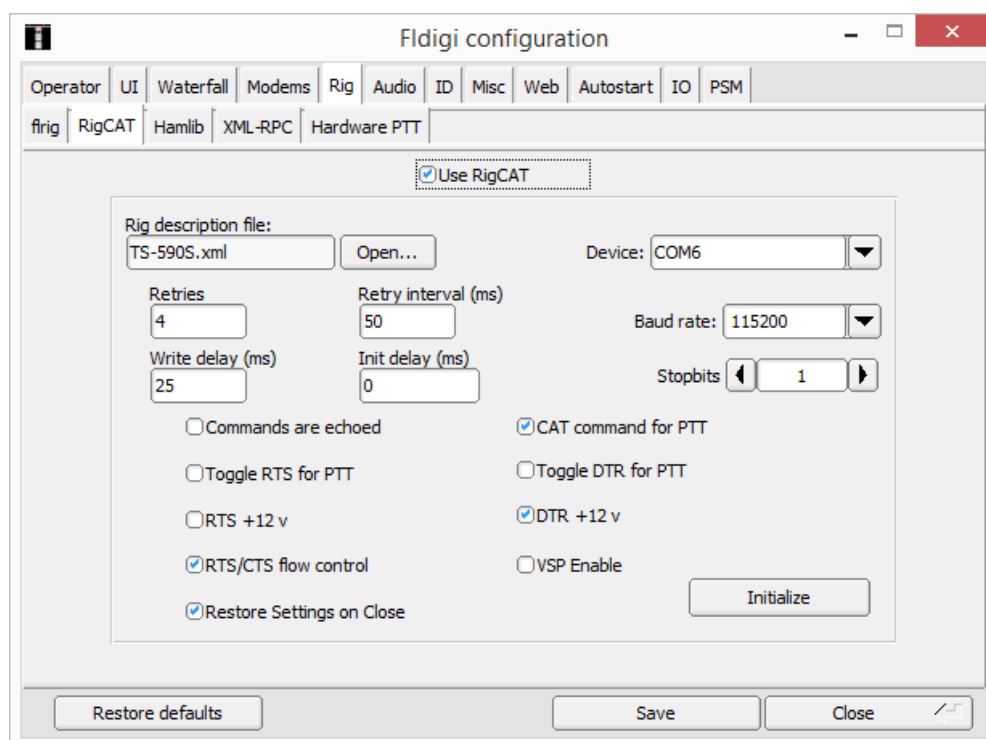 Fldigi configuration
Operator UI Waterfall Modems Rig Audio ID Misc Web Autostart IO PSM
flrig RigCAT Hamlib XML-RPC Hardware PTT
Use RigCAT
Rig description file:
TS-590S.xml Open... Device: COM6
Retries Retry interval (ms)
4 50 Baud rate: 115200
Write delay (ms) Init delay (ms)
25 0 Stopbits 1
Commands are echoed CAT command for PTT
Toggle RTS for PTT Toggle DTR for PTT
RTS +12 v DTR +12 v
RTS/CTS flow control VSP Enable
Initialize
Restore Settings on Close
Restore defaults Save Close